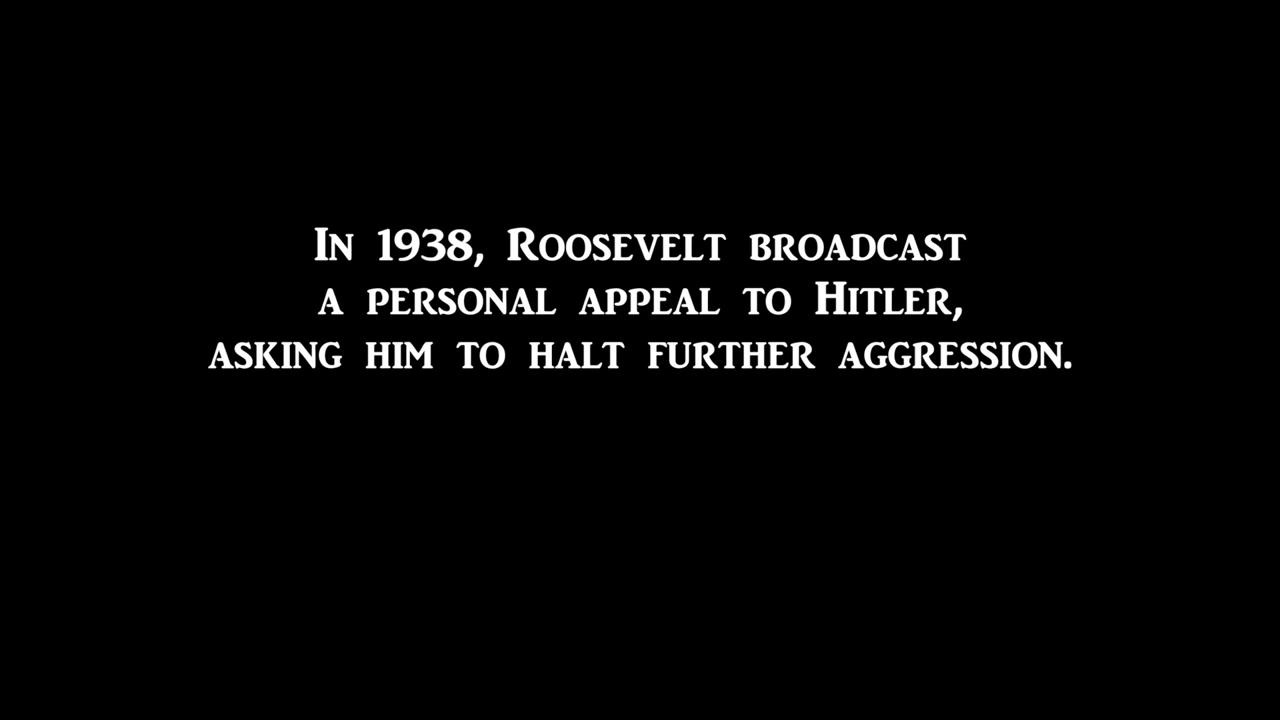 In 1938, Roosevelt broadcast
a personal appeal to Hitler,
asking him to halt further aggression.